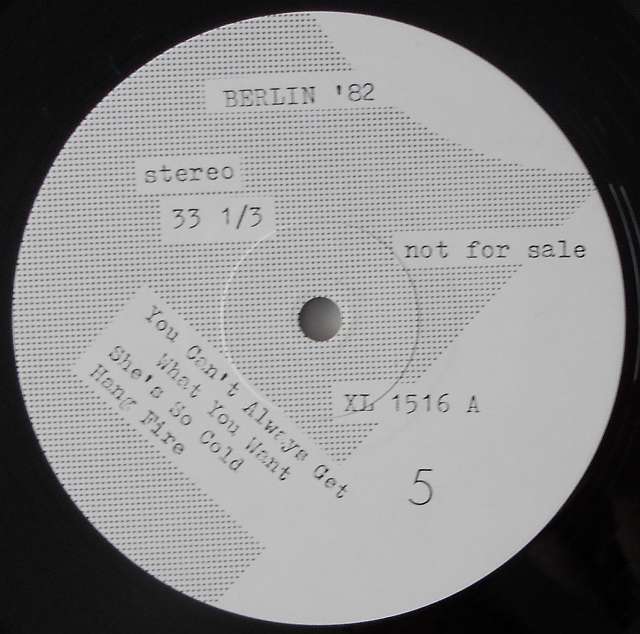 BERLIN '82
stereo
33 1/3
not for sale
You Can't Always Get
What You Want
She's So Cold
Hang Fire
XL 1516 A
5